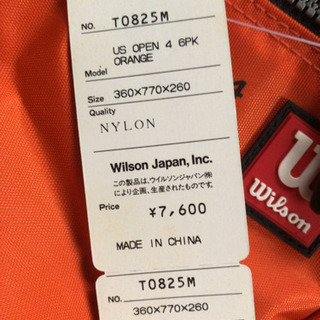 NO. T0825M
US OPEN 4 6PK
ORANGE
Model
Size 360×770×260
Quality
NYLON
Wilson Japan, Inc.
この製品は、ウイルソンジャパン㈱
により企画、生産されたものです。
Price ¥7,600
MADE IN CHINA
T0825M
NO.
360×770×260
Wilson